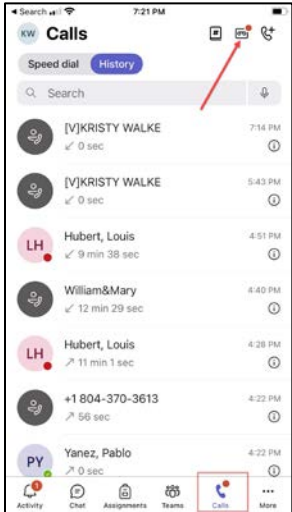 Search
7:21 PM
KW Calls
Speed dial History
Search
[V]KRISTY WALKE 7:14 PM
0 sec
[V]KRISTY WALKE 5:43 PM
0 sec
LH Hubert, Louis 4:51 PM
9 min 38 sec
William&Mary 4:40 PM
12 min 29 sec
LH Hubert, Louis 4:28 PM
11 min 1 sec
+1 804-370-3613 4:22 PM
56 sec
PY Yanez, Pablo 4:22 PM
0 sec
Activity Chat Assignments Teams Calls More